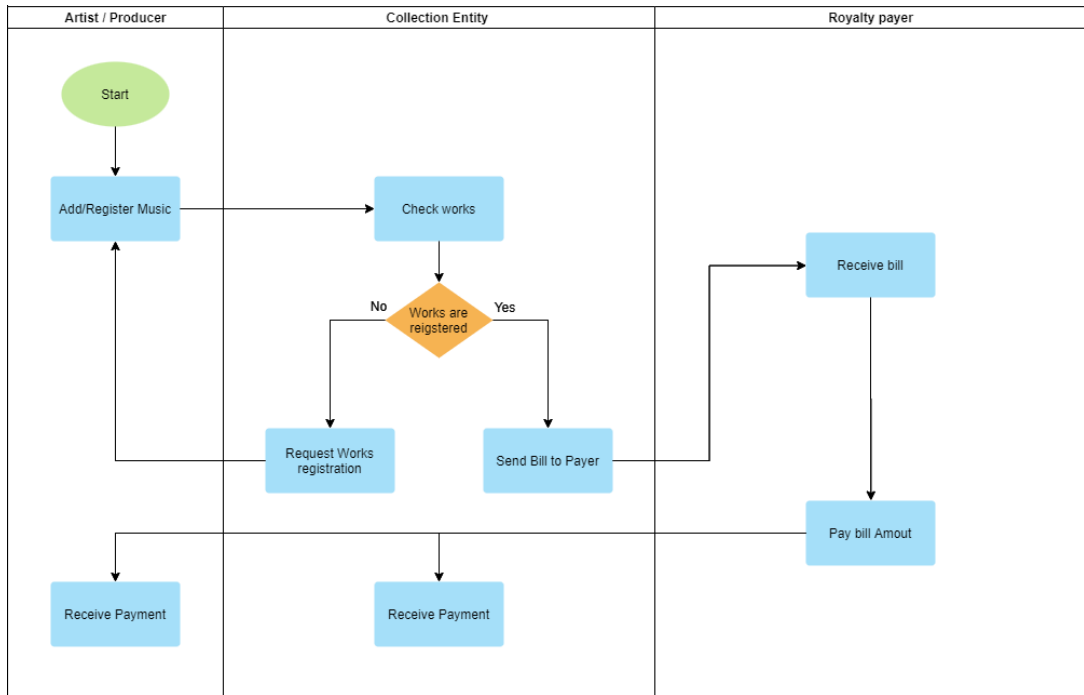 Artist / Producer
Collection Entity
Royalty payer
Start
Add/Register Music
Check works
Receive bill
No
Works are
reigstered
Yes
Request Works
registration
Send Bill to Payer
Pay bill Amout
Receive Payment
Receive Payment